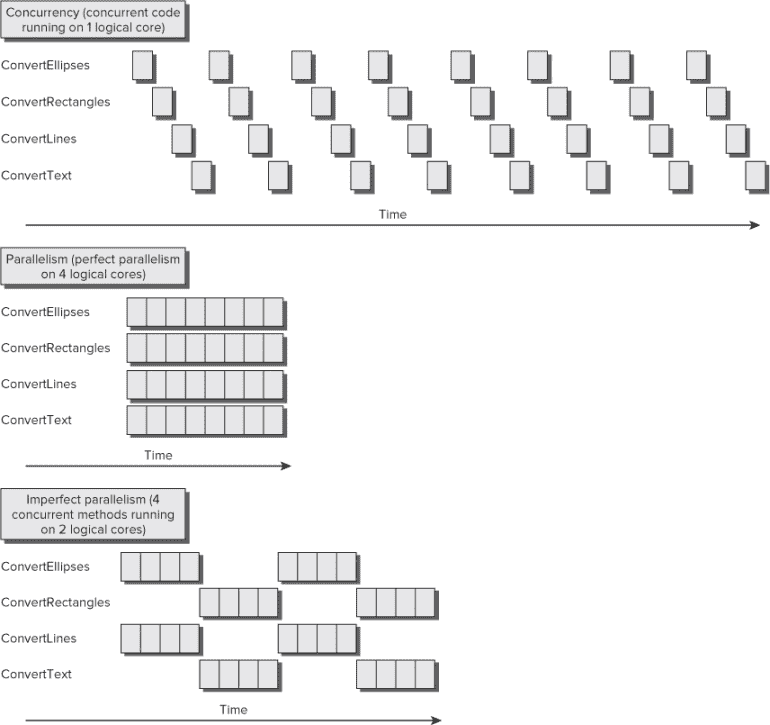 Concurrency (concurrent code
running on 1 logical core)
ConvertEllipses
ConvertRectangles
ConvertLines
ConvertText
Time
Parallelism (perfect parallelism
on 4 logical cores)
ConvertEllipses
ConvertRectangles
ConvertLines
ConvertText
Time
Imperfect parallelism (4
concurrent methods running
on 2 logical cores)
ConvertEllipses
ConvertRectangles
ConvertLines
ConvertText
Time